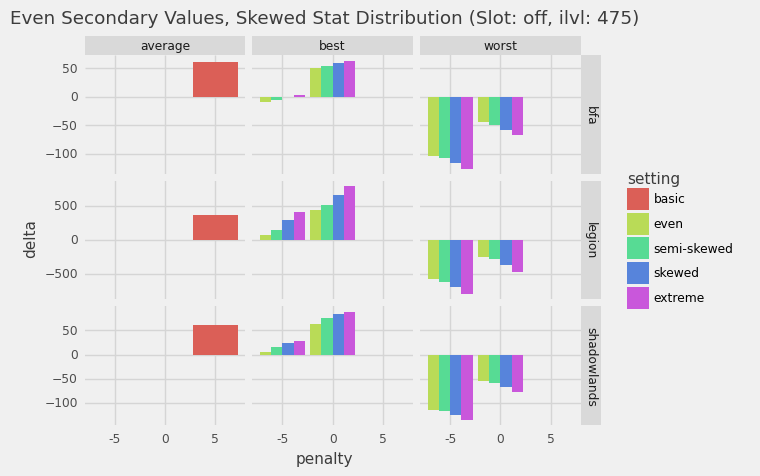 Even Secondary Values, Skewed Stat Distribution (Slot: off, ilvl: 475)
average best worst
50
0
−50
−100
bfa
500
0
−500
legion
50
0
−50
−100
shadowlands
delta
-5 0 5 -5 0 5 -5 0 5
penalty
setting
basic
even
semi-skewed
skewed
extreme